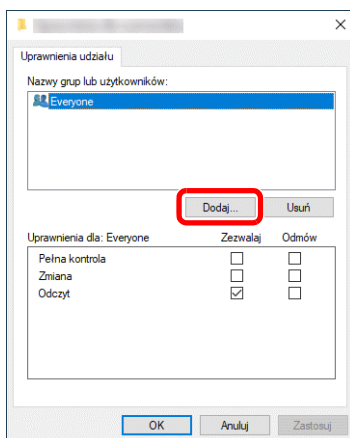 Uprawnienia udziału
Nazwy grup lub użytkowników:
Everyone
Dodaj... Usuń
Uprawnienia dla: Everyone Zezwalaj Odmów
Pełna kontrola
Zmiana
Odczyt
OK Anuluj Zastosuj